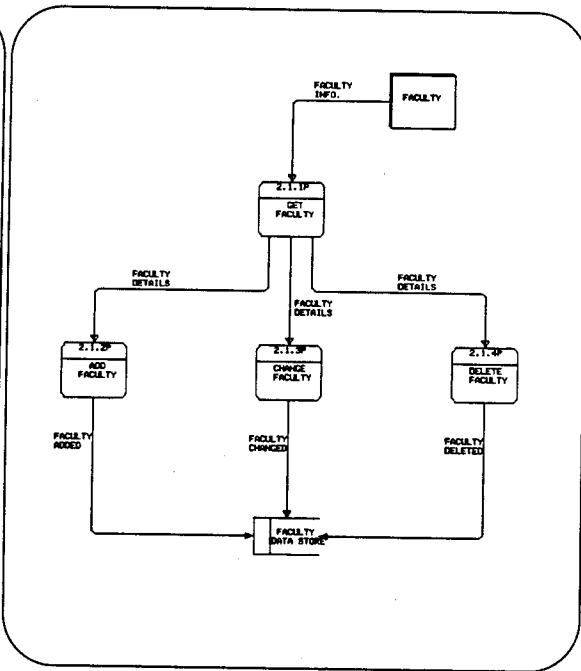 FACULTY
INFO.
FACULTY
2.1.1P
GET
FACULTY
FACULTY
DETAILS
FACULTY
DETAILS
FACULTY
DETAILS
2.1.2P
ADD
FACULTY
2.1.3P
CHANGE
FACULTY
2.1.4P
DELETE
FACULTY
FACULTY
ADDED
FACULTY
CHANGED
FACULTY
DELETED
FACULTY
DATA STORE